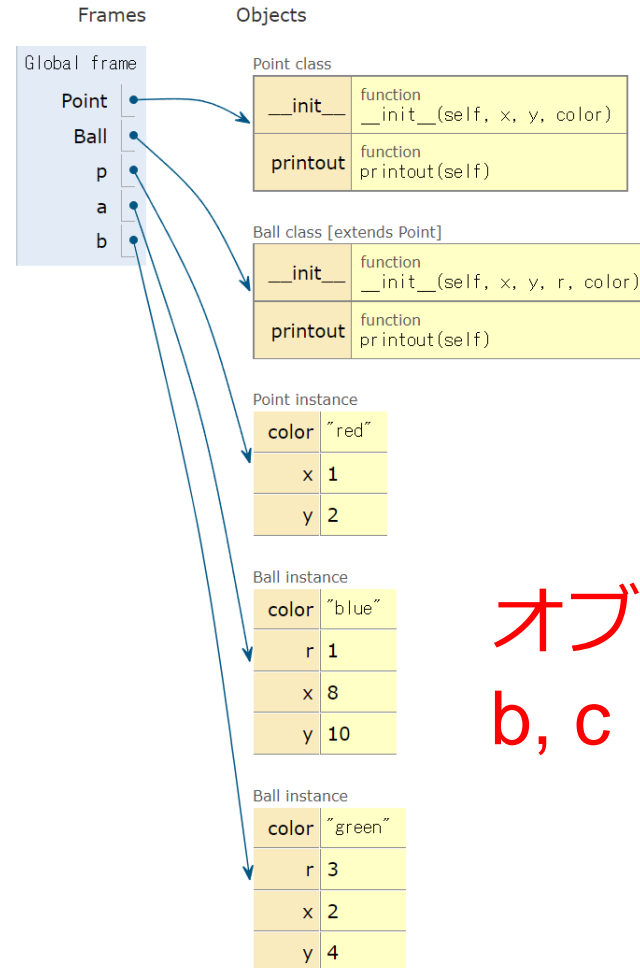 Frames Objects
Global frame
Point
Ball
p
a
b
Point class
__init__ function
__init__(self, x, y, color)
printout function
printout(self)
Ball class [extends Point]
__init__ function
__init__(self, x, y, r, color)
printout function
printout(self)
Point instance
color "red"
x 1
y 2
Ball instance
color "blue"
r 1
x 8
y 10
オブ
b, c
Ball instance
color "green"
r 3
x 2
y 4